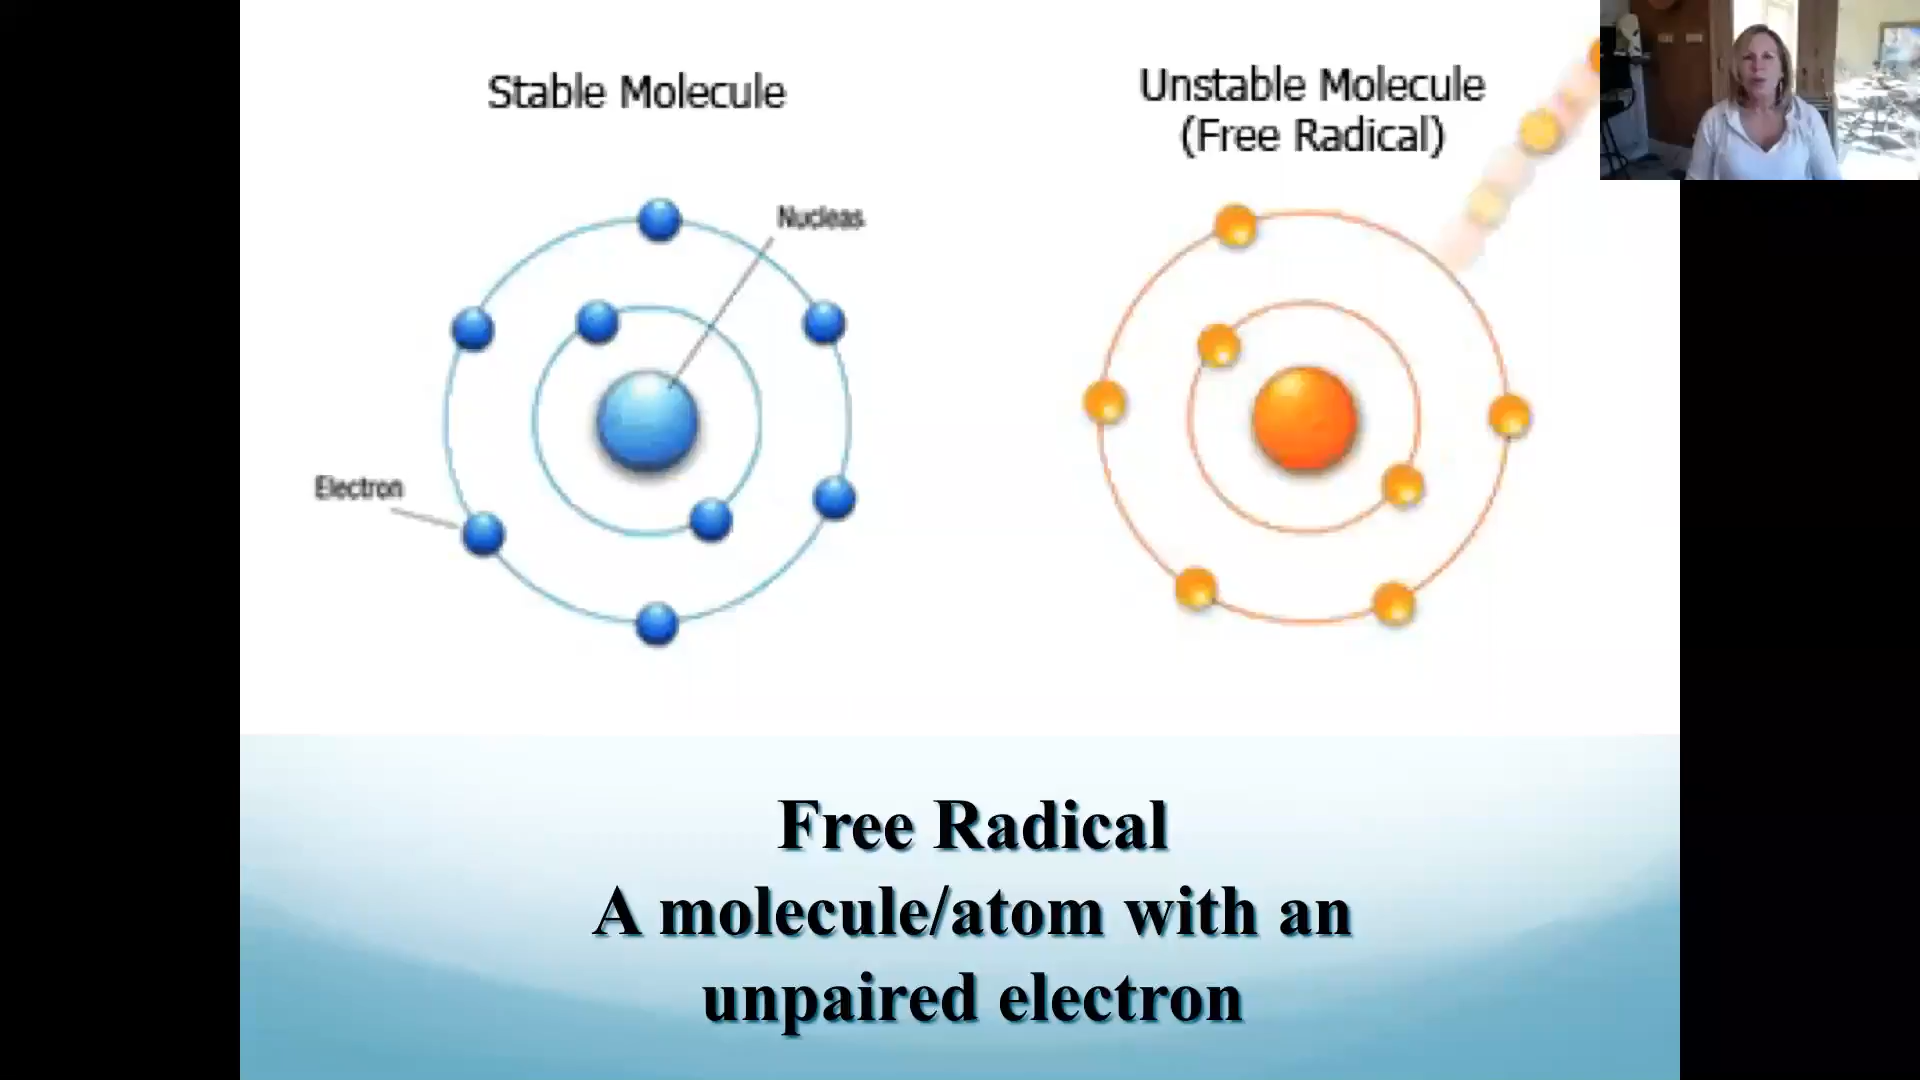 Stable Molecule
Unstable Molecule
(Free Radical)
Nucleas
Electron
Free Radical
A molecule/atom with an
unpaired electron